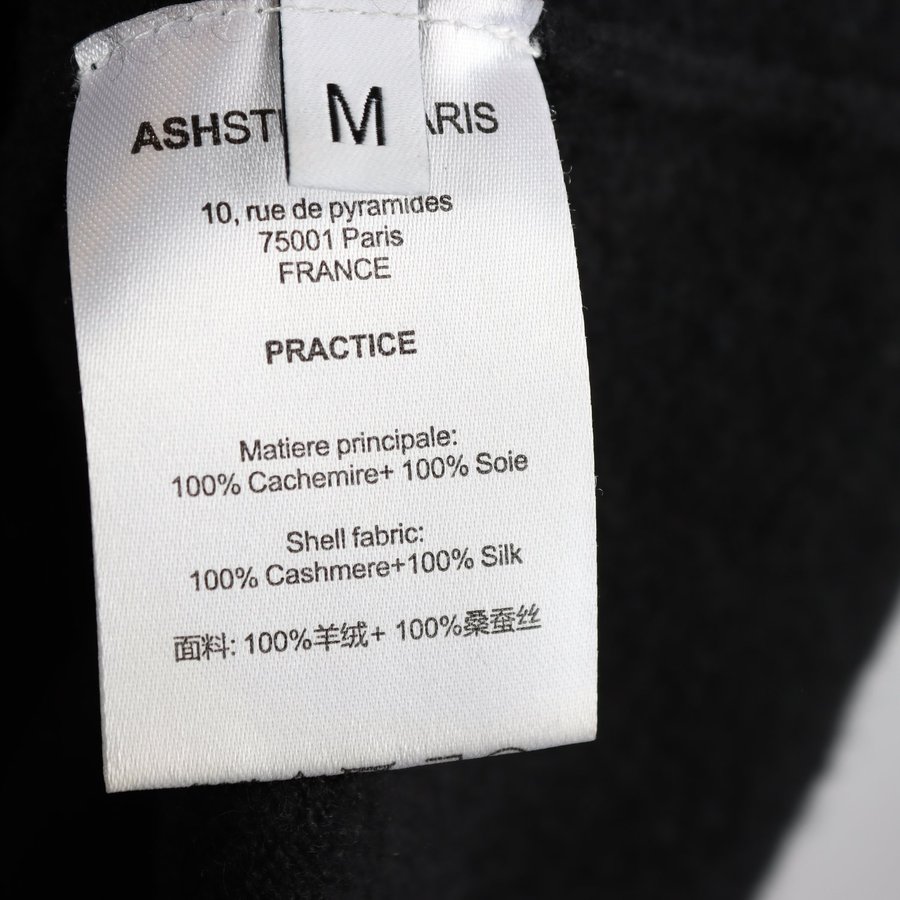 M
ASHST ARIS
10, rue de pyramides
75001 Paris
FRANCE
PRACTICE
Matiere principale:
100% Cachemire+ 100% Soie
Shell fabric:
100% Cashmere+100% Silk
面料: 100%羊绒+ 100%桑蚕丝